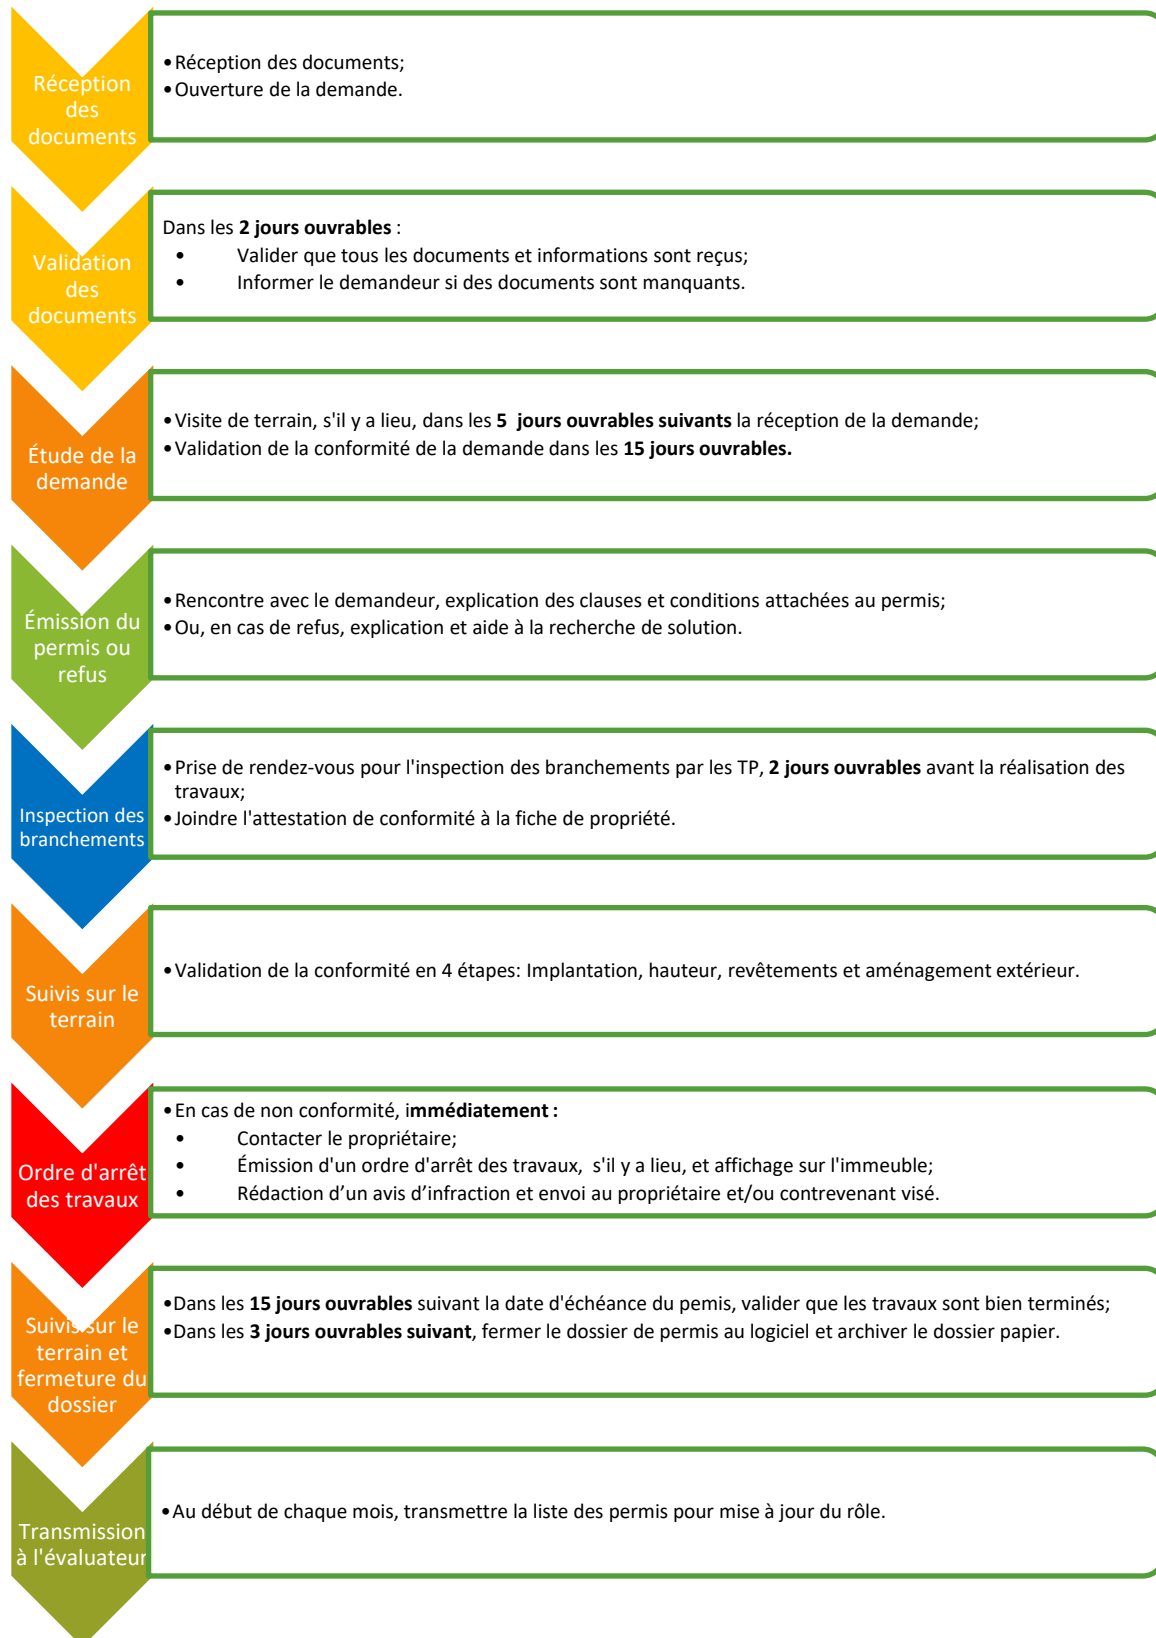 Réception
des
documents
•Réception des documents;
•Ouverture de la demande.
Validation
des
documents
Dans les 2 jours ouvrables :
• Valider que tous les documents et informations sont reçus;
• Informer le demandeur si des documents sont manquants.
Étude de la
demande
•Visite de terrain, s'il y a lieu, dans les 5 jours ouvrables suivants la réception de la demande;
•Validation de la conformité de la demande dans les 15 jours ouvrables.
Émission du
permis ou
refus
•Rencontre avec le demandeur, explication des clauses et conditions attachées au permis;
•Ou, en cas de refus, explication et aide à la recherche de solution.
Inspection des
branchements
•Prise de rendez-vous pour l'inspection des branchements par les TP, 2 jours ouvrables avant la réalisation des
travaux;
•Joindre l'attestation de conformité à la fiche de propriété.
Suivis sur le
terrain
•Validation de la conformité en 4 étapes: Implantation, hauteur, revêtements et aménagement extérieur.
Ordre d'arrêt
des travaux
•En cas de non conformité, immédiatement :
• Contacter le propriétaire;
• Émission d'un ordre d'arrêt des travaux, s'il y a lieu, et affichage sur l'immeuble;
• Rédaction d’un avis d’infraction et envoi au propriétaire et/ou contrevenant visé.
Suivis sur le
terrain et
fermeture du
dossier
•Dans les 15 jours ouvrables suivant la date d'échéance du pemis, valider que les travaux sont bien terminés;
•Dans les 3 jours ouvrables suivant, fermer le dossier de permis au logiciel et archiver le dossier papier.
Transmission
à l'évaluateur
•Au début de chaque mois, transmettre la liste des permis pour mise à jour du rôle.